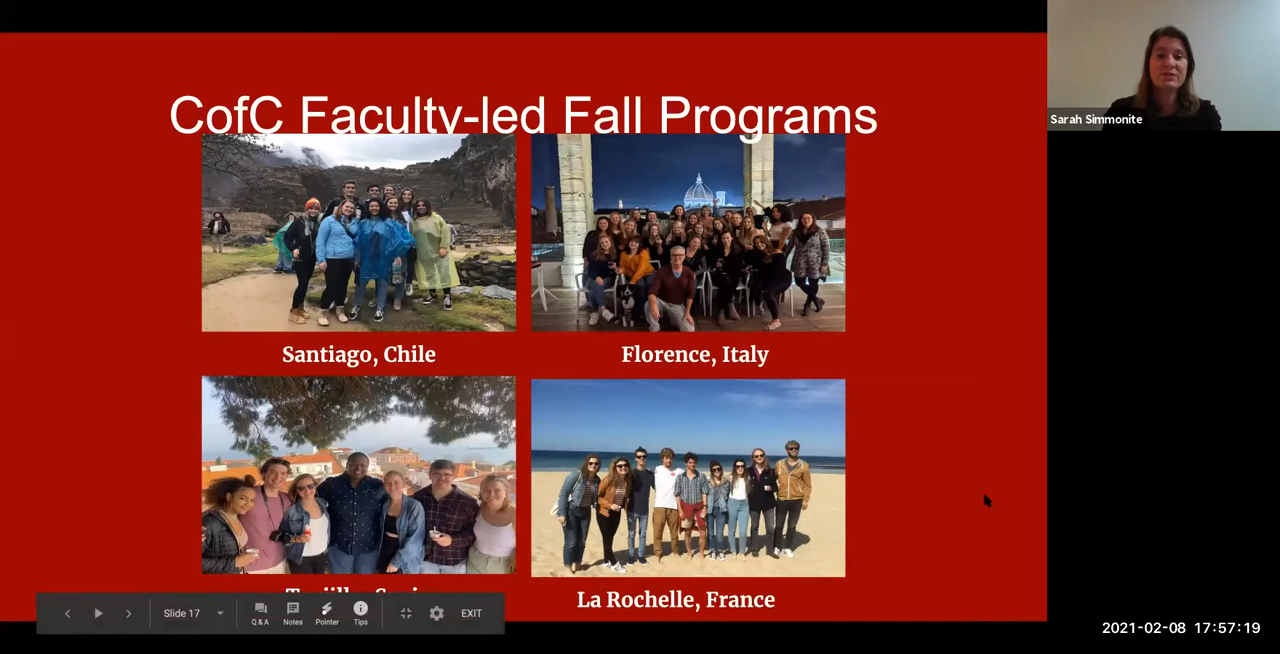 CofC Faculty-led Fall Programs
Sarah Simmonite
Santiago, Chile
Florence, Italy
La Rochelle, France
Slide 17
Q & A
Notes
Pointer
Tips
EXIT
2021-02-08 17:57:19